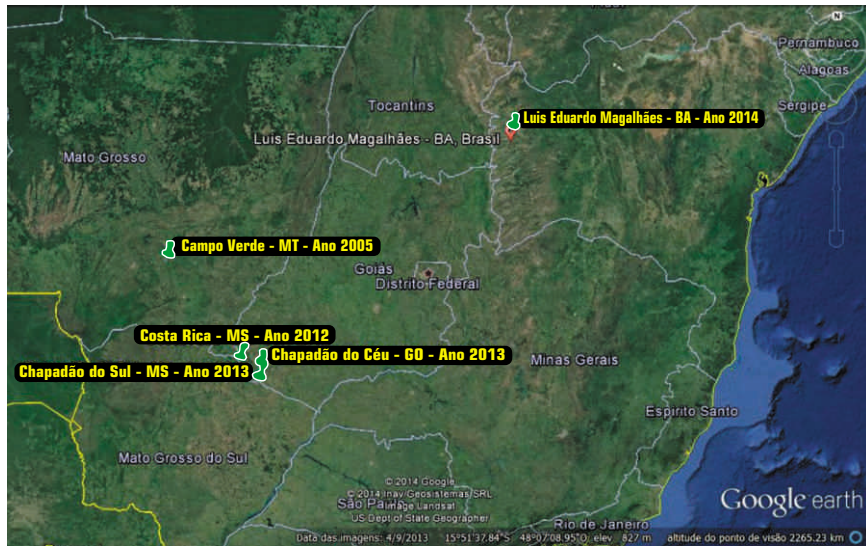 N
Pernambuco
Alagoas
Sergipe
Tocantins
Luis Eduardo Magalhães - BA - Ano 2014
Luis Eduardo Magalhães - BA, Brasil
Mato Grosso
Campo Verde - MT - Ano 2005
Goiás
Distrito Federal
Costa Rica - MS - Ano 2012
Chapadão do Céu - GO - Ano 2013
Chapadão do Sul - MS - Ano 2013
Minas Gerais
Espirito Santo
Mato Grosso do Sul
© 2014 Google
© 2014 Inav/Geosistemas SRL
Image Landsat
US Dept of State Geographer
São Paulo
Google earth
Rio de Janeiro
Data das imagens: 4/9/2013 15°51'37.84"S 48°07'08.95"O elev 827 m altitude do ponto de visão 2265.23 km